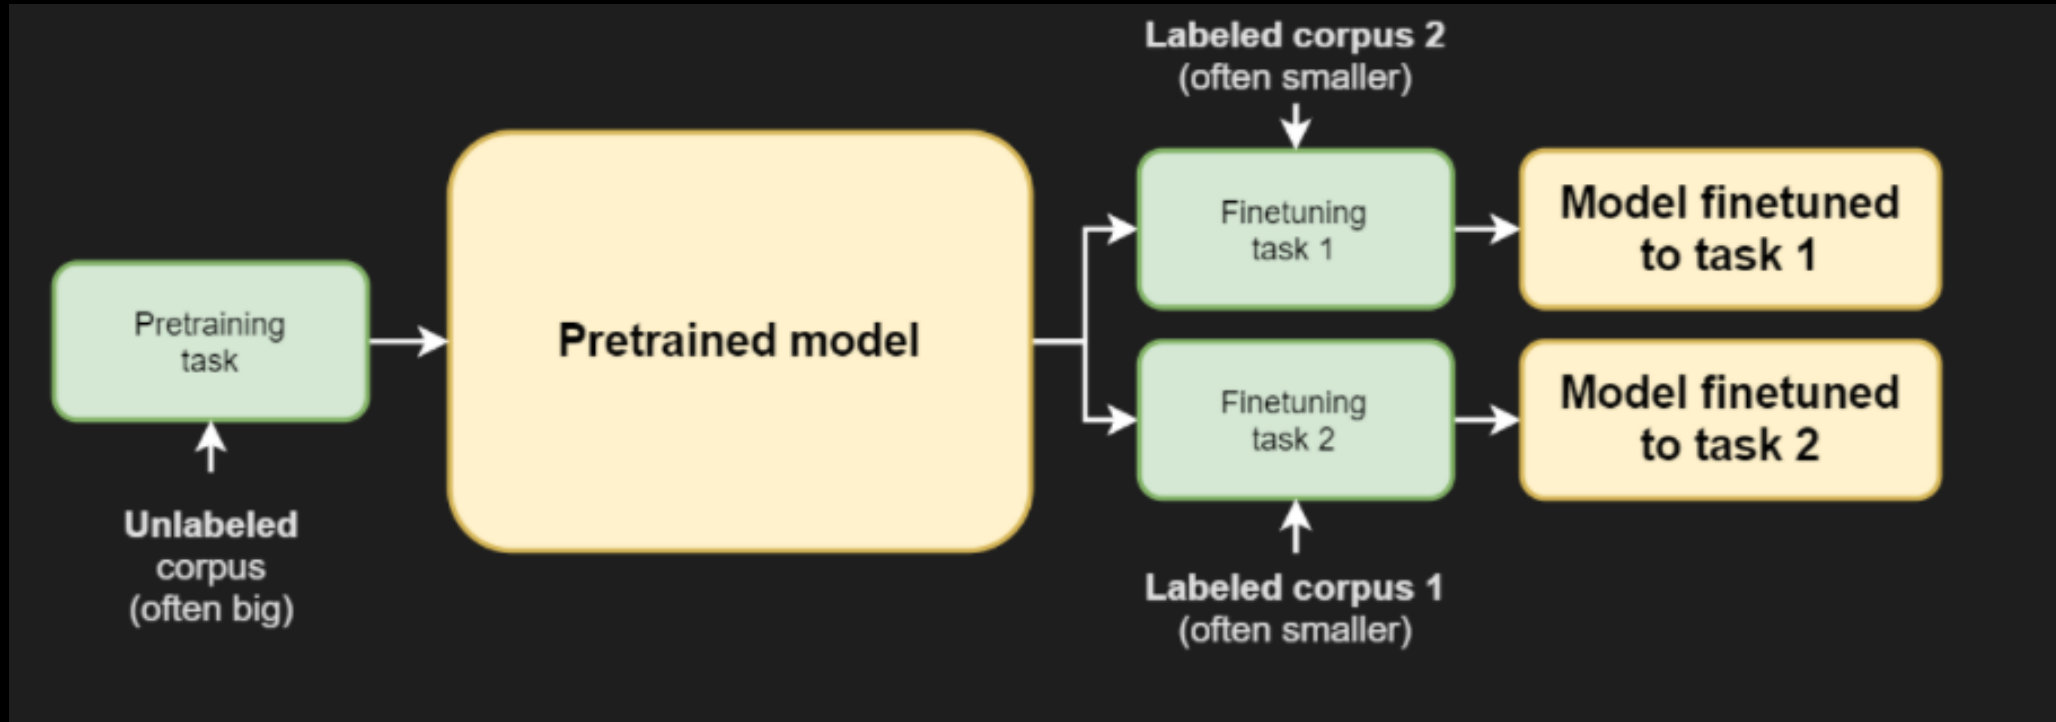 Pretraining
task
Unlabeled
corpus
(often big)
Pretrained model
Labeled corpus 2
(often smaller)
Finetuning
task 1
Model finetuned
to task 1
Finetuning
task 2
Model finetuned
to task 2
Labeled corpus 1
(often smaller)